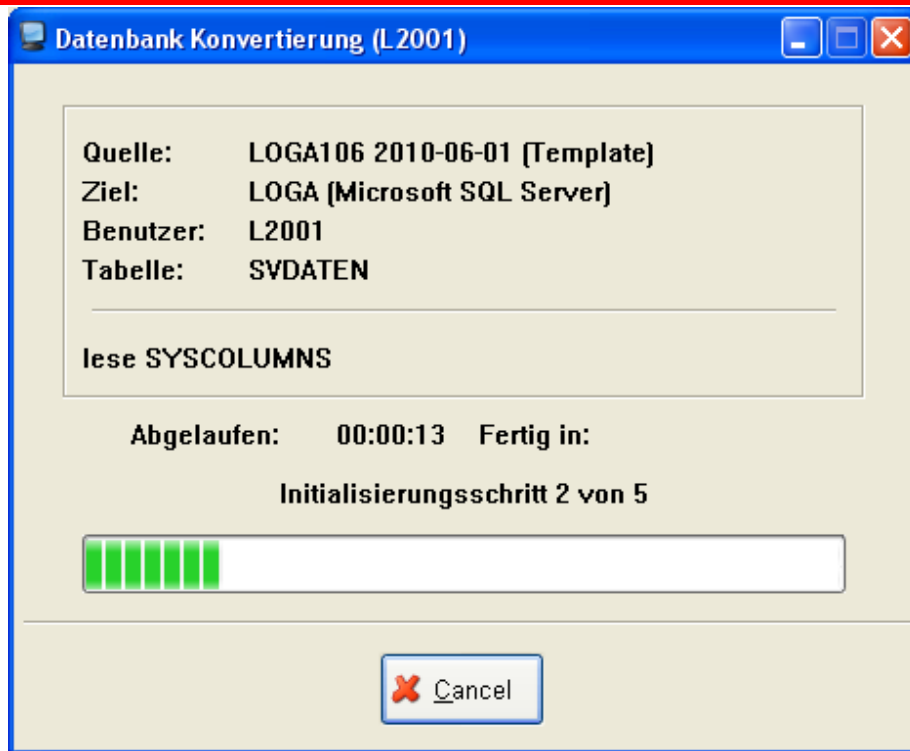 Datenbank Konvertierung (L2001)
Quelle: LOGA106 2010-06-01 (Template)
Ziel: LOGA (Microsoft SQL Server)
Benutzer: L2001
Tabelle: SVDATEN
lese SYSCOLUMNS
Abgelaufen: 00:00:13 Fertig in:
Initialisierungsschritt 2 von 5
Cancel